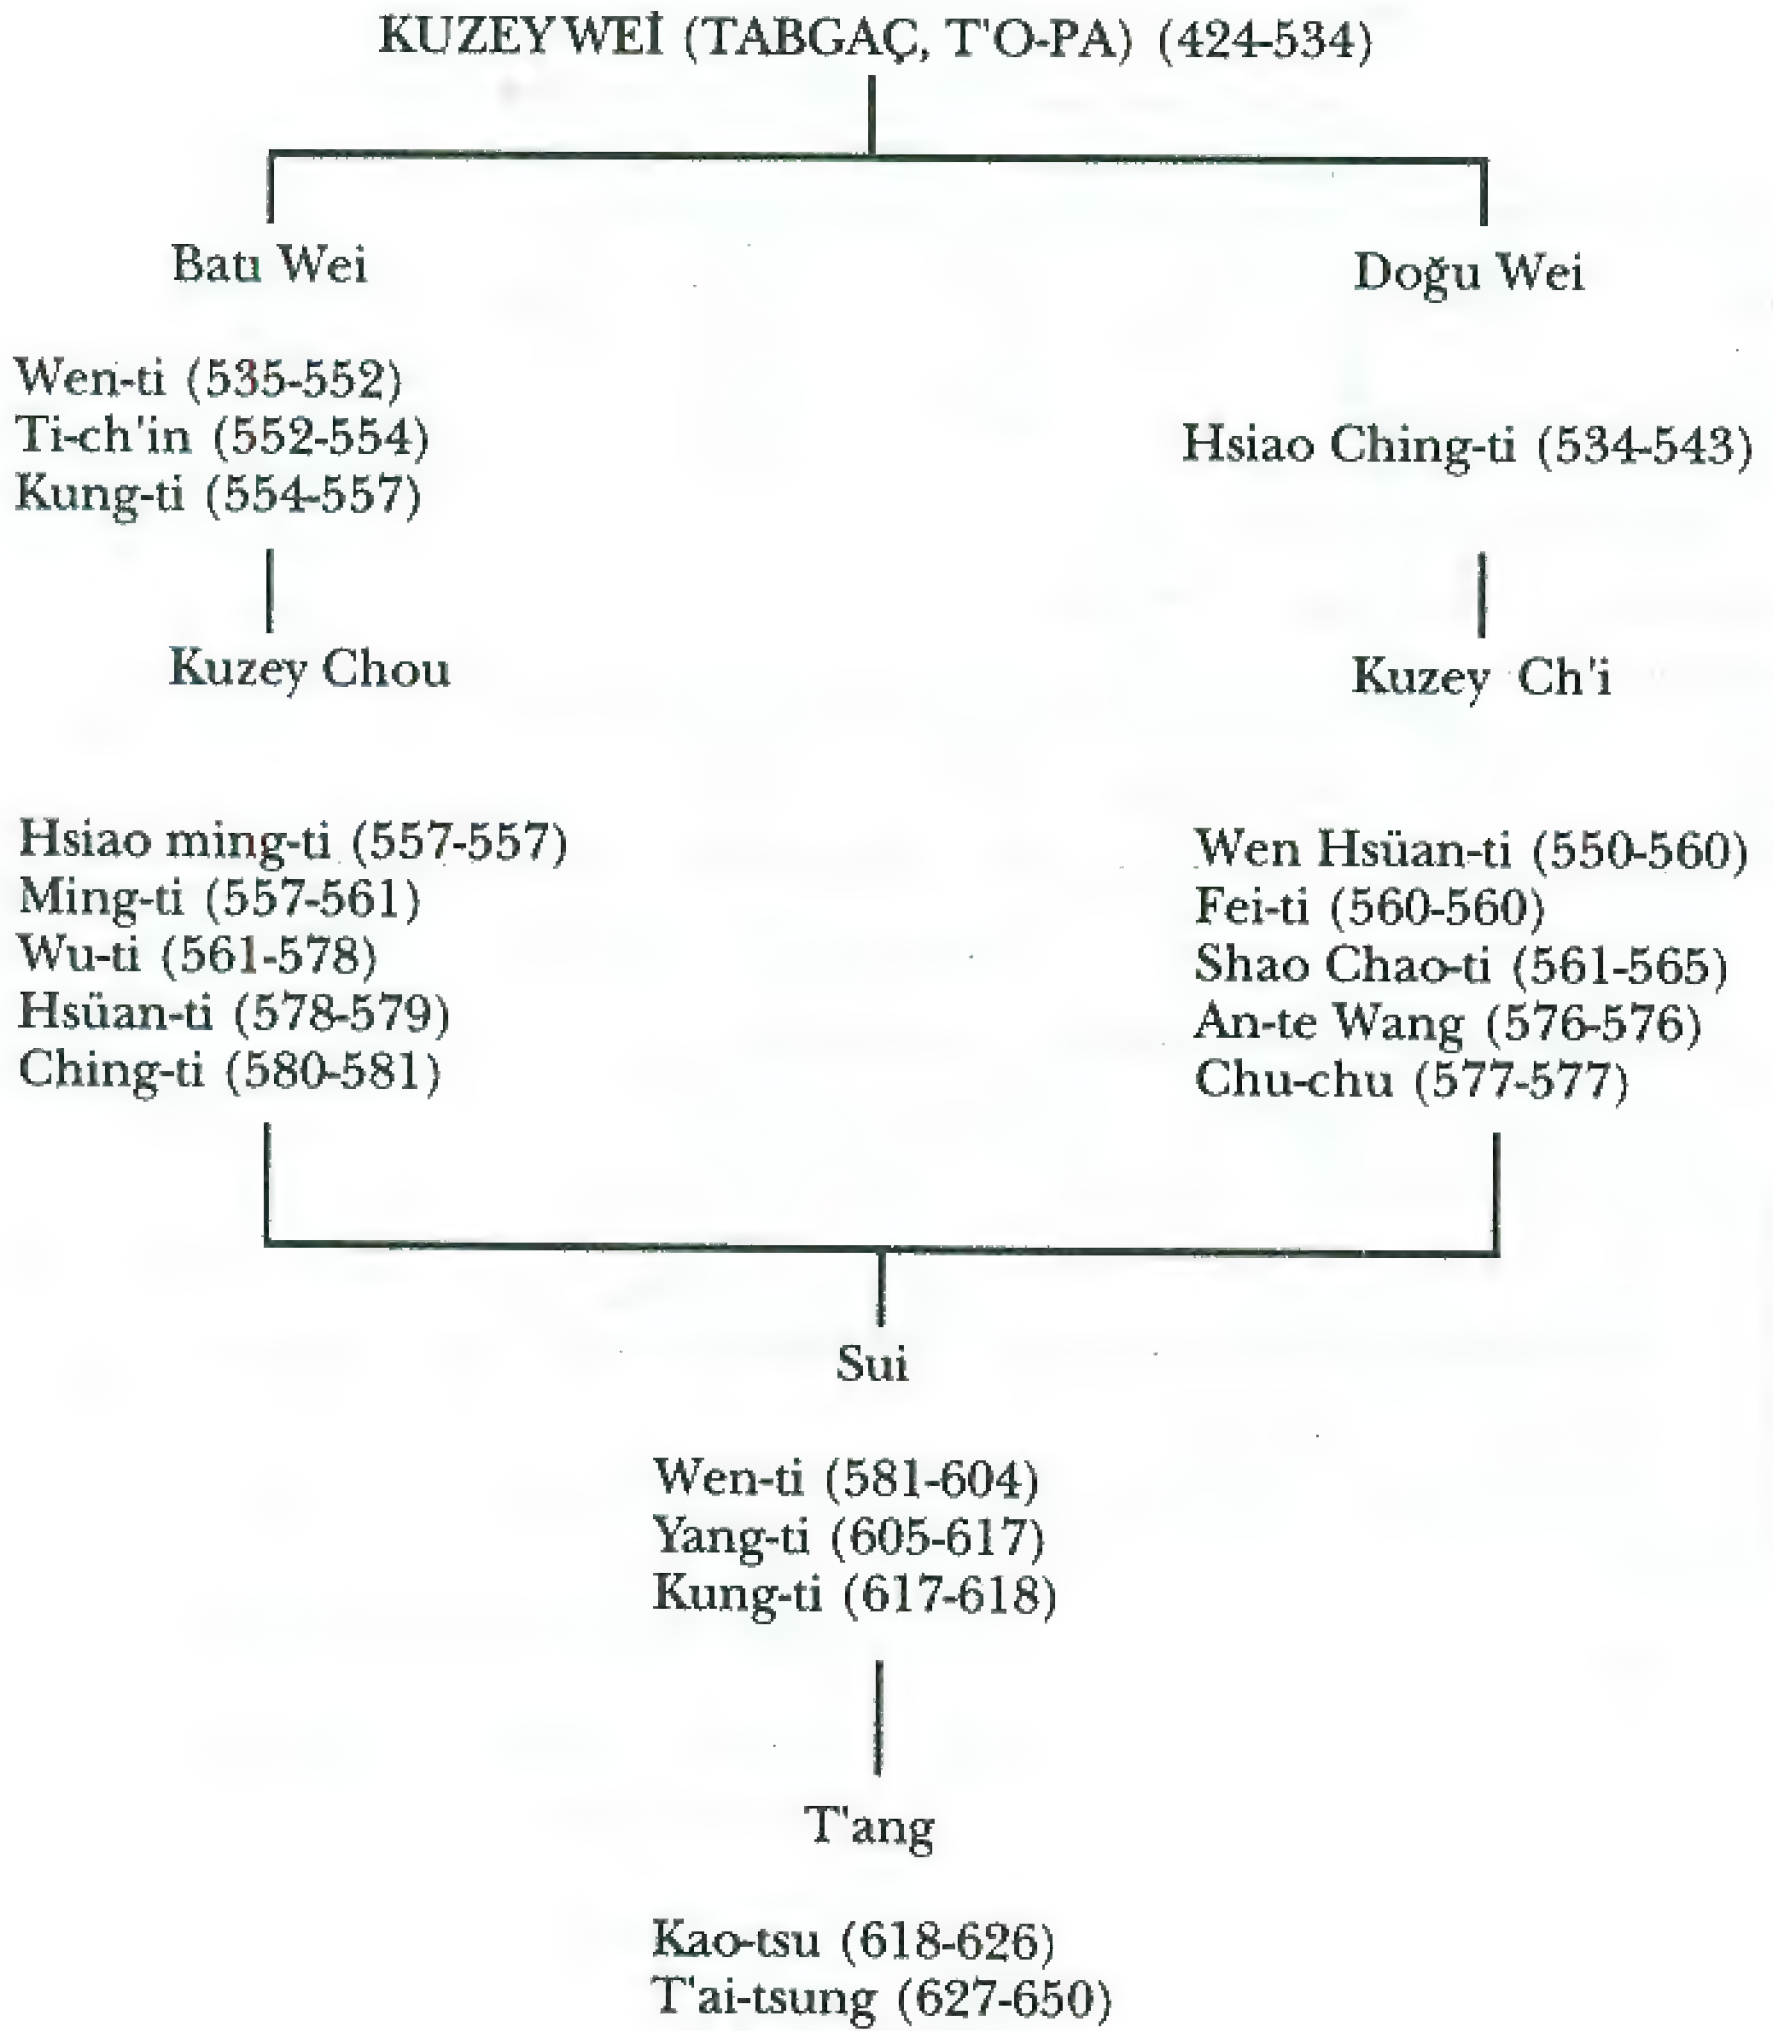 KUZEY WEİ (TABGAÇ, T'O-PA) (424-534)
Batı Wei
Wen-ti (535-552)
Ti-ch'in (552-554)
Kung-ti (554-557)
Kuzey Chou
Hsiao ming-ti (557-557)
Ming-ti (557-561)
Wu-ti (561-578)
Hsüan-ti (578-579)
Ching-ti (580-581)
Doğu Wei
Hsiao Ching-ti (534-543)
Kuzey Ch'i
Wen Hsüan-ti (550-560)
Fei-ti (560-560)
Shao Chao-ti (561-565)
An-te Wang (576-576)
Chu-chu (577-577)
Sui
Wen-ti (581-604)
Yang-ti (605-617)
Kung-ti (617-618)
T'ang
Kao-tsu (618-626)
T'ai-tsung (627-650)